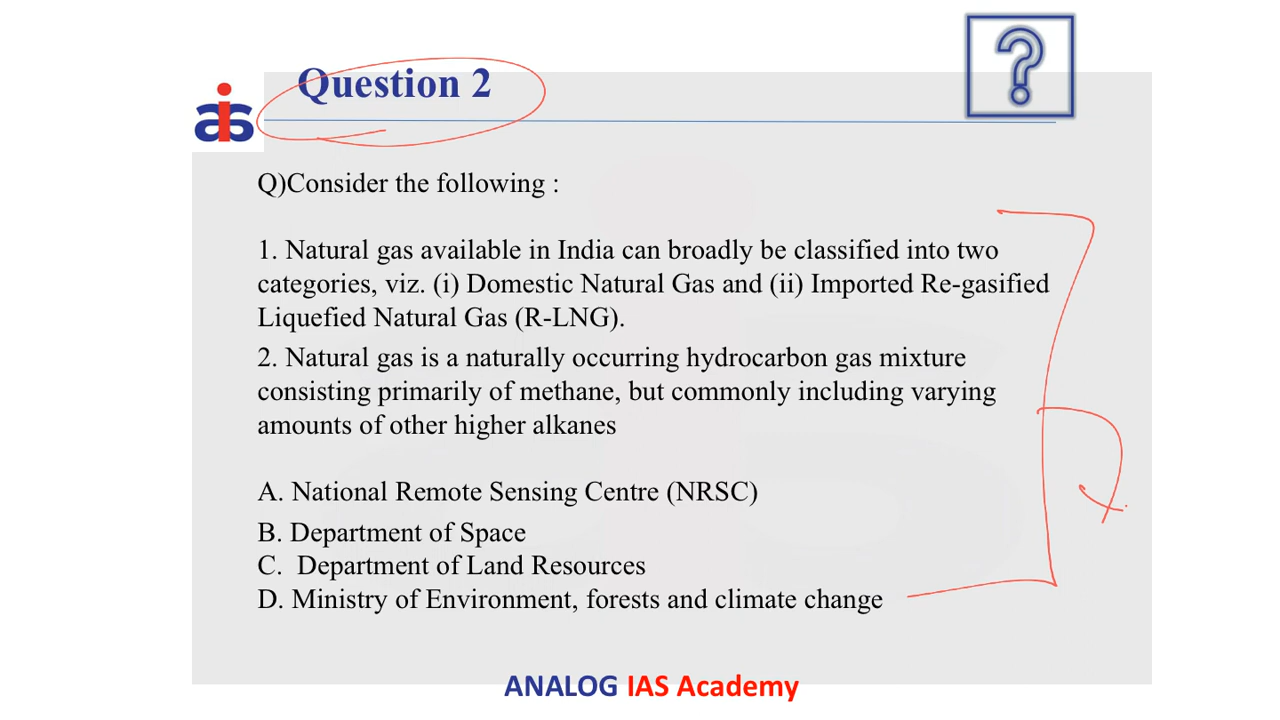 Question 2
ais
Q)Consider the following :
1. Natural gas available in India can broadly be classified into two
categories, viz. (i) Domestic Natural Gas and (ii) Imported Re-gasified
Liquefied Natural Gas (R-LNG).
2. Natural gas is a naturally occurring hydrocarbon gas mixture
consisting primarily of methane, but commonly including varying
amounts of other higher alkanes
A. National Remote Sensing Centre (NRSC)
B. Department of Space
C. Department of Land Resources
D. Ministry of Environment, forests and climate change
ANALOG IAS Academy